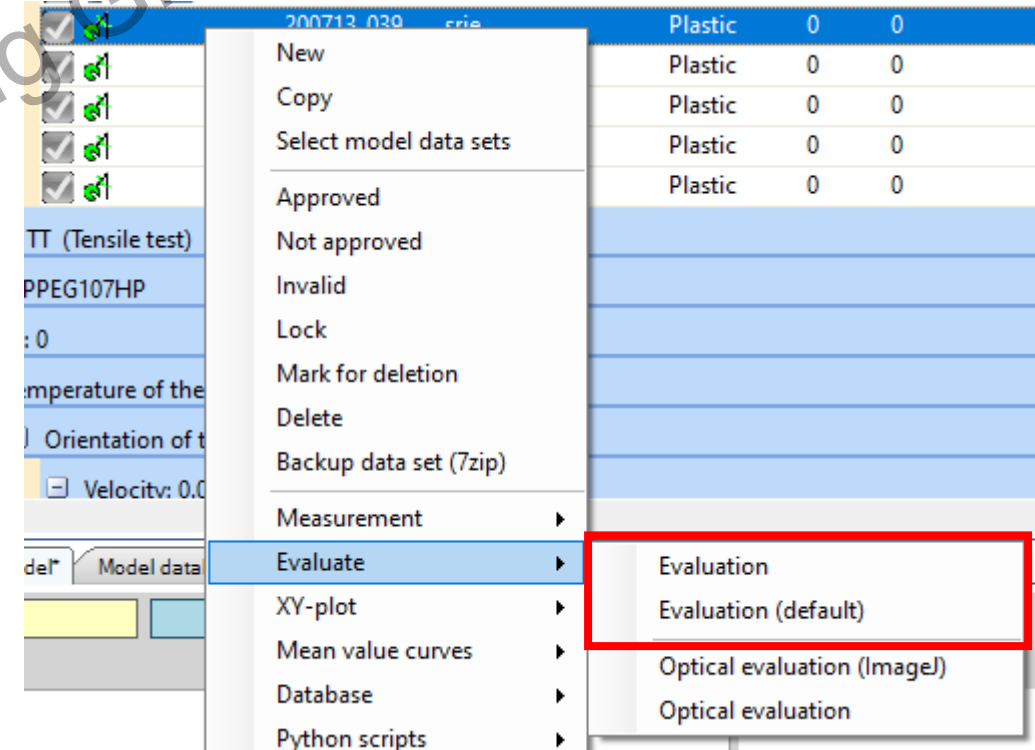 200713_039 srie Plastic 0 0
Plastic 0 0
Plastic 0 0
Plastic 0 0
Plastic 0 0
TT (Tensile test)
PPEG107HP
: 0
emperature of the
Orientation of t
Velocity: 0.0
del* Model data
New
Copy
Select model data sets
Approved
Not approved
Invalid
Lock
Mark for deletion
Delete
Backup data set (7zip)
Measurement
Evaluate
XY-plot
Mean value curves
Database
Python scripts
Evaluation
Evaluation (default)
Optical evaluation (ImageJ)
Optical evaluation